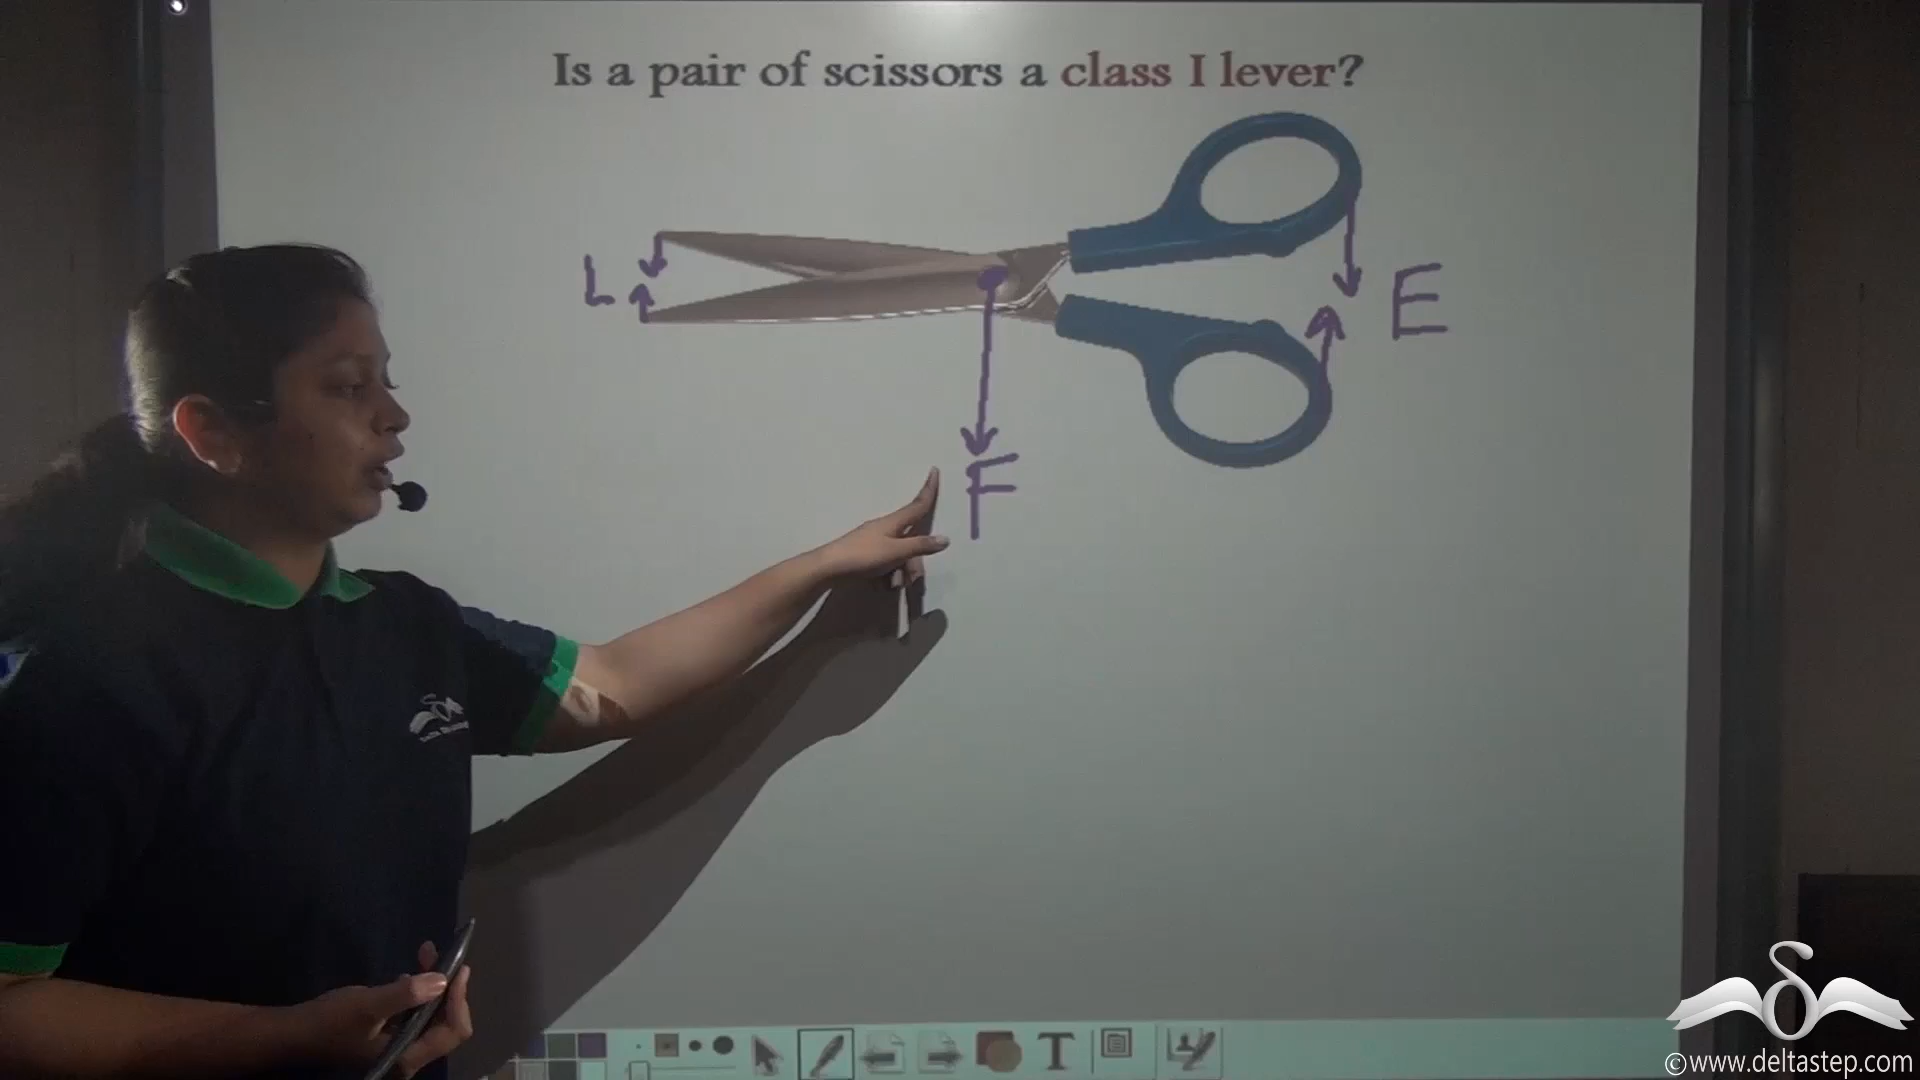 Is a pair of scissors a class I lever?
L
E
F
T
©www.deltastep.com